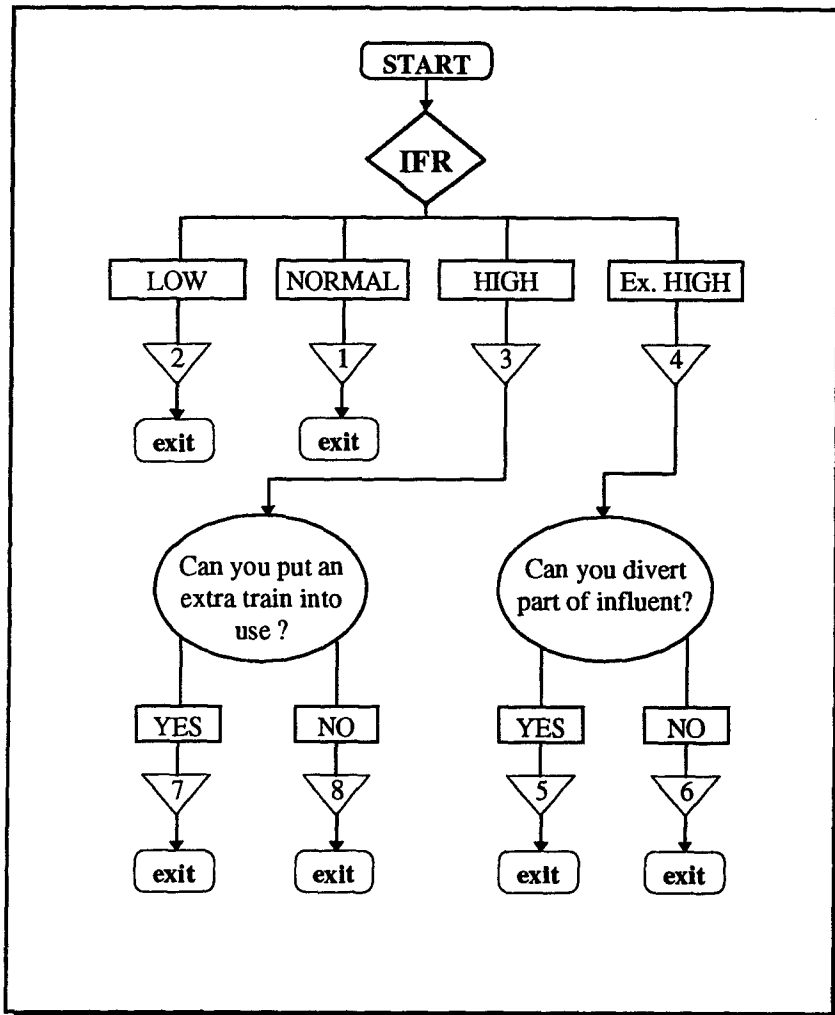 START
IFR
LOW NORMAL HIGH Ex. HIGH
2 1 3 4
exit exit
Can you put an
extra train into
use ?
Can you divert
part of influent?
YES NO YES NO
7 8 5 6
exit exit exit exit